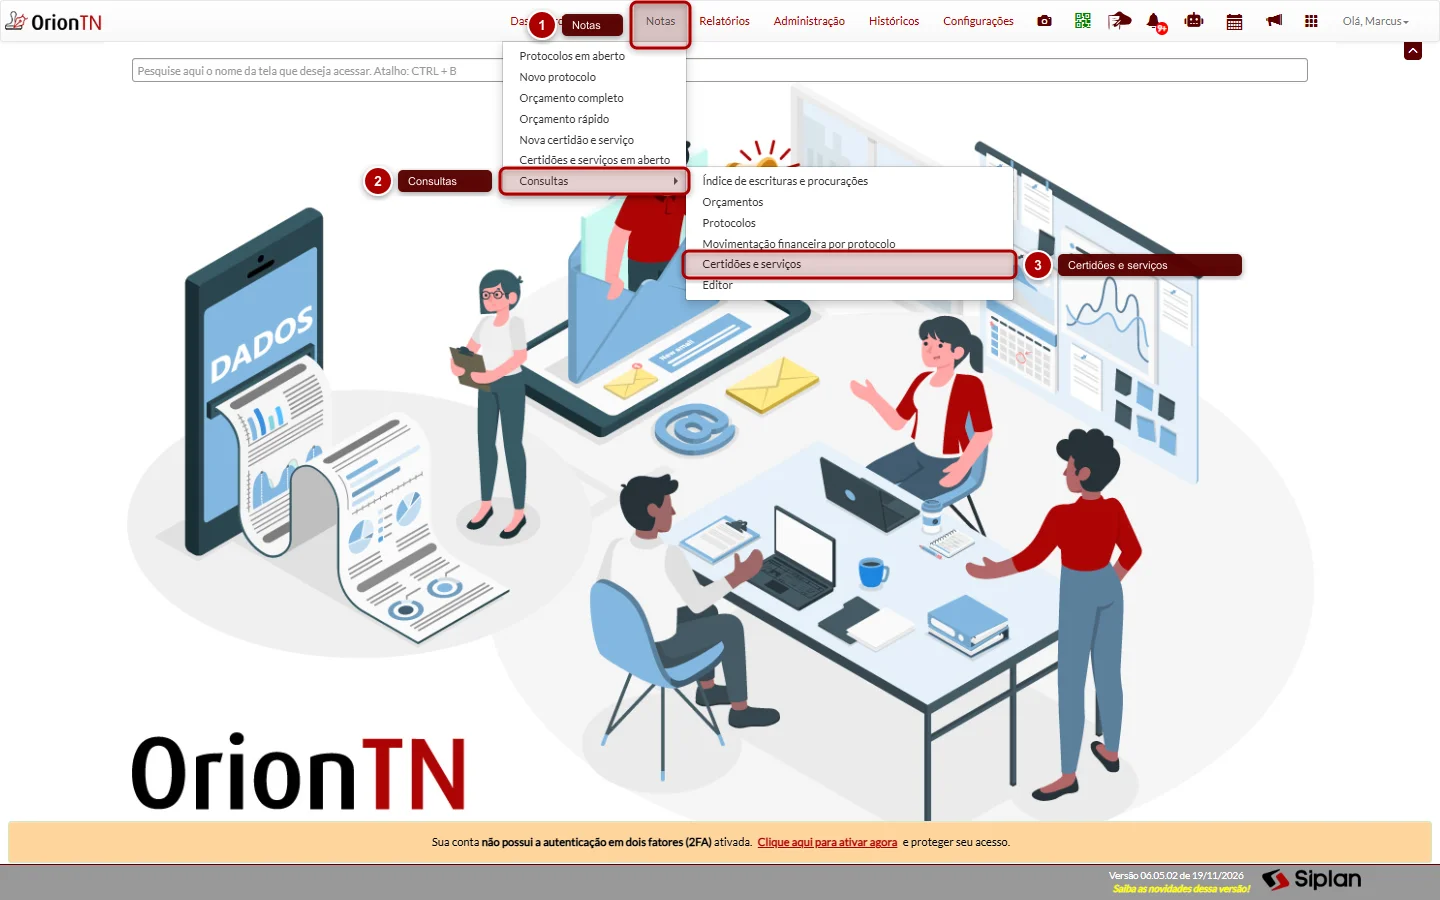 OrionTN
1
Notas
Notas
Relatórios
Administração
Históricos
Configurações
9+
Olá, Marcus
Pesquise aqui o nome da tela que deseja acessar. Atalho: CTRL + B
Protocolos em aberto
Novo protocolo
Orçamento completo
Orçamento rápido
Nova certidão e serviço
Certidões e serviços em aberto
2
Consultas
Consultas
Índice de escrituras e procurações
Orçamentos
Protocolos
Movimentação financeira por protocolo
Certidões e serviços
3
Certidões e serviços
Editor
DADOS
New email
@
OrionTN
Sua conta não possui a autenticação em dois fatores (2FA) ativada. Clique aqui para ativar agora e proteger seu acesso.
Versão 06.05.02 de 19/11/2026
Saiba as novidades dessa versão!
Siplan